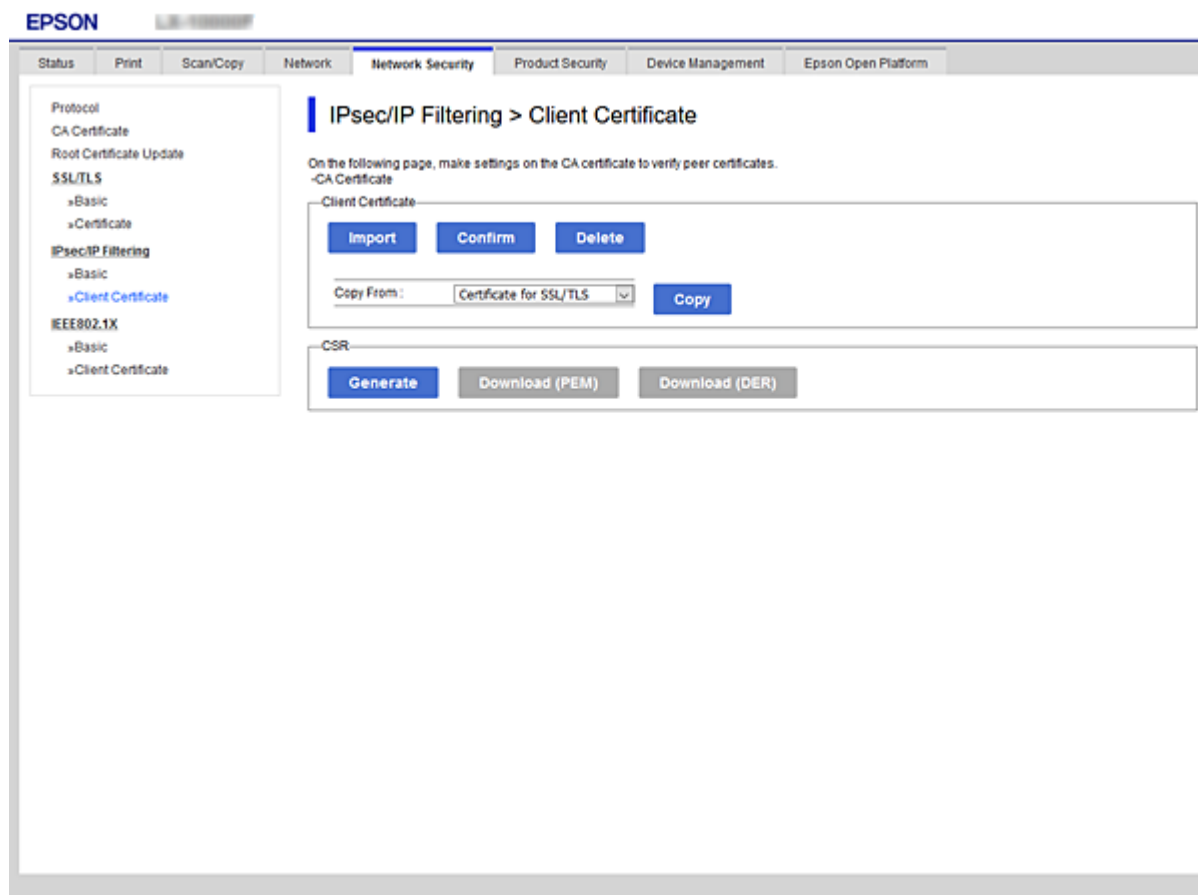 EPSON
Status Print Scan/Copy Network Network Security Product Security Device Management Epson Open Platform
Protocol
CA Certificate
Root Certificate Update
SSL/TLS
»Basic
»Certificate
IPsec/IP Filtering
»Basic
»Client Certificate
IEEE802.1X
»Basic
»Client Certificate
IPsec/IP Filtering > Client Certificate
On the following page, make settings on the CA certificate to verify peer certificates.
-CA Certificate
Client Certificate
Import Confirm Delete
Copy From : Certificate for SSL/TLS Copy
CSR
Generate Download (PEM) Download (DER)